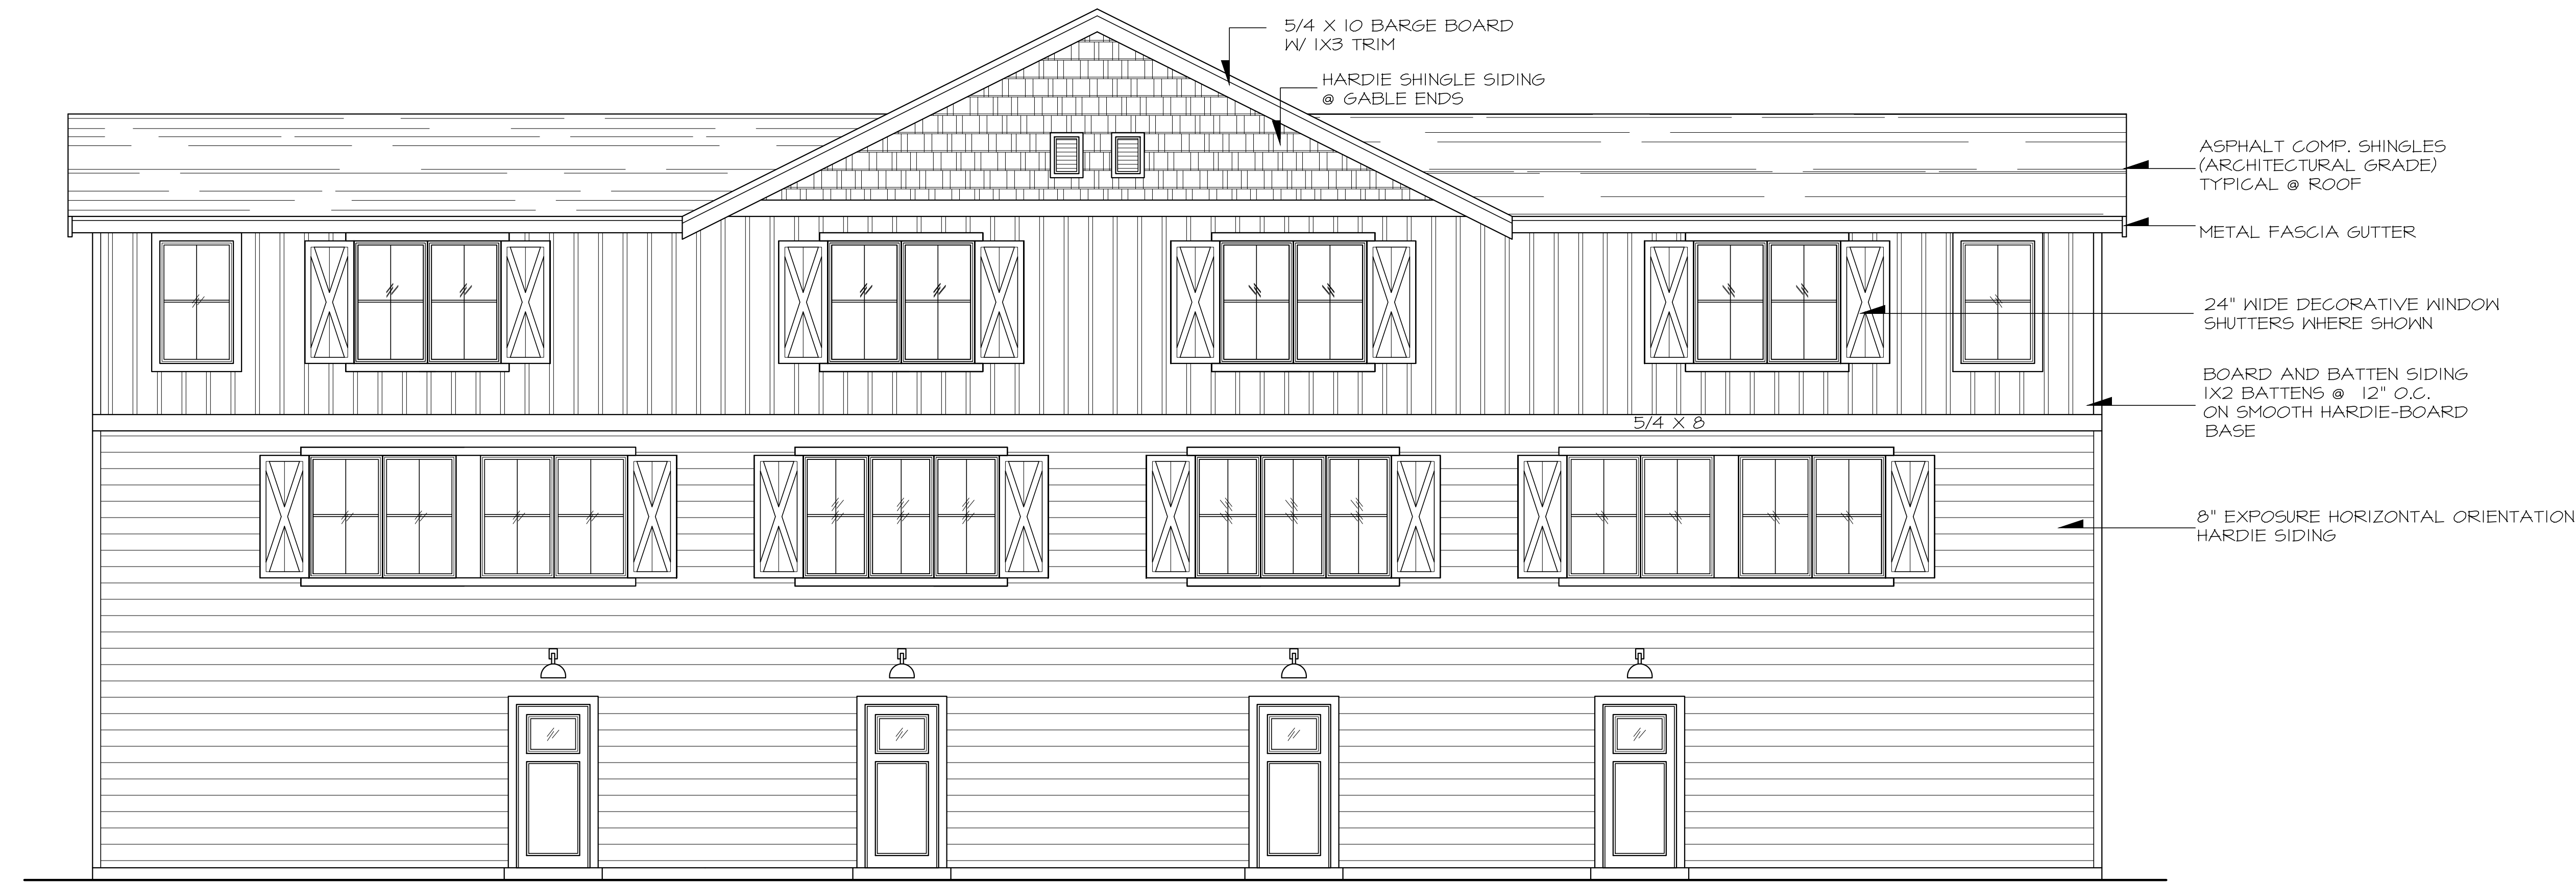 5/4 X 10 BARGE BOARD
W/ 1X3 TRIM
HARDIE SHINGLE SIDING
@ GABLE ENDS
ASPHALT COMP. SHINGLES
(ARCHITECTURAL GRADE)
TYPICAL @ ROOF
METAL FASCIA GUTTER
24" WIDE DECORATIVE WINDOW
SHUTTERS WHERE SHOWN
BOARD AND BATTEN SIDING
1X2 BATTENS @ 12" O.C.
ON SMOOTH HARDIE-BOARD
BASE
5/4 X 8
8" EXPOSURE HORIZONTAL ORIENTATION
HARDIE SIDING